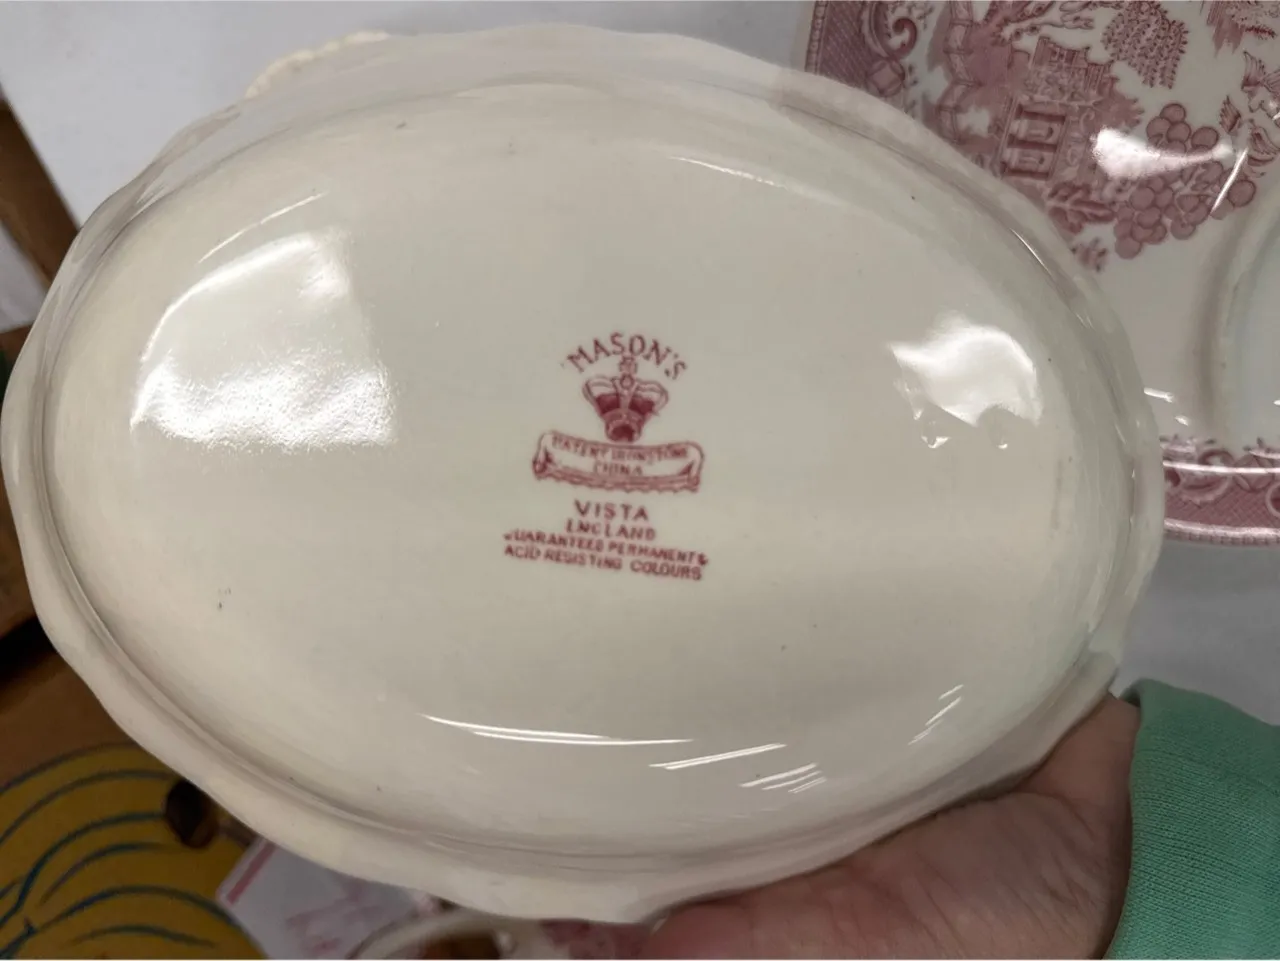 MASON'S
PATENT IRONSTONE
CHINA
VISTA
ENGLAND
GUARANTEED PERMANENT &
ACID RESISTING COLOURS